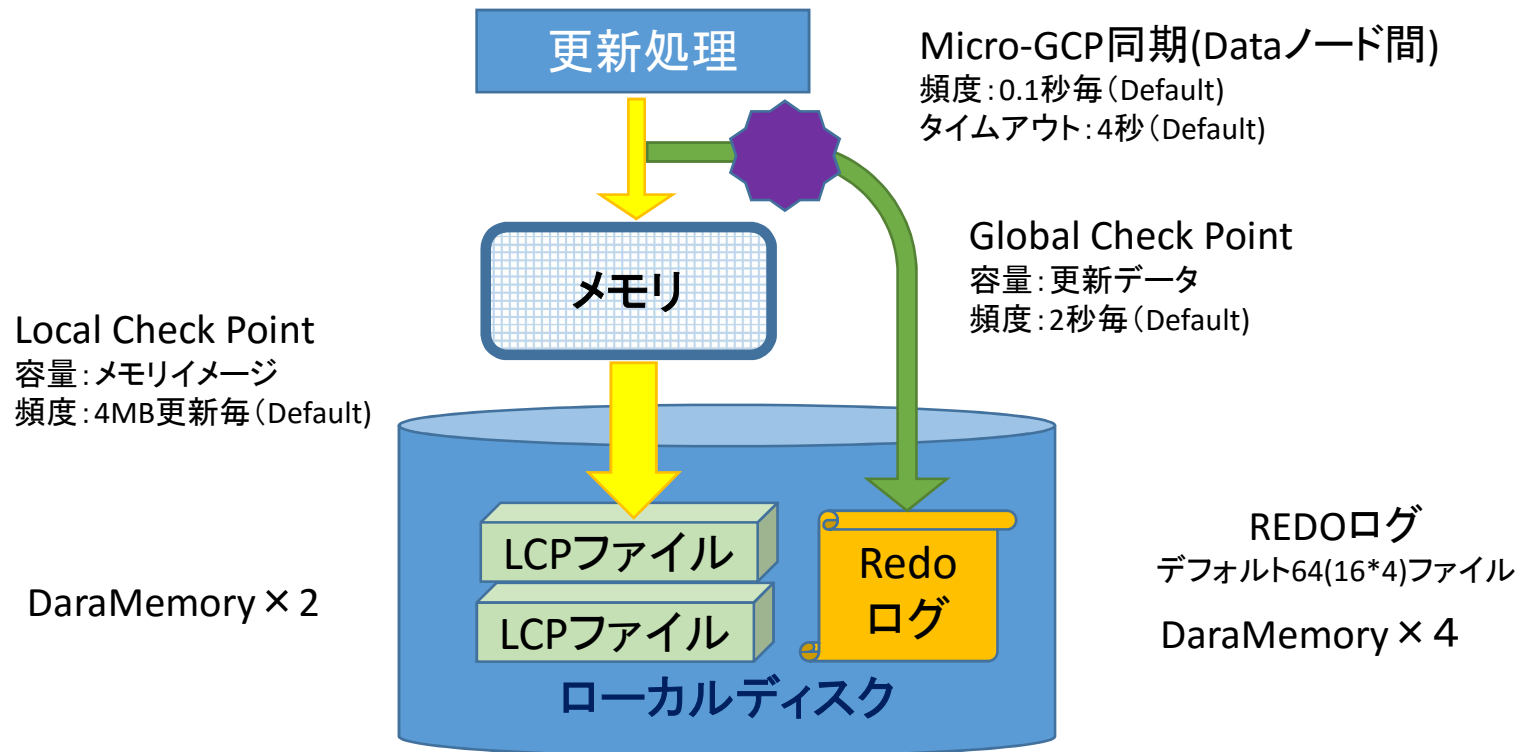 更新処理
Micro-GCP同期(Dataノード間)
頻度:0.1秒毎(Default)
タイムアウト:4秒(Default)
メモリ
Global Check Point
容量:更新データ
頻度:2秒毎(Default)
Local Check Point
容量:メモリイメージ
頻度:4MB更新毎(Default)
LCPファイル
LCPファイル
Redo
ログ
ローカルディスク
DaraMemory×2
REDOログ
デフォルト64(16*4)ファイル
DaraMemory×4